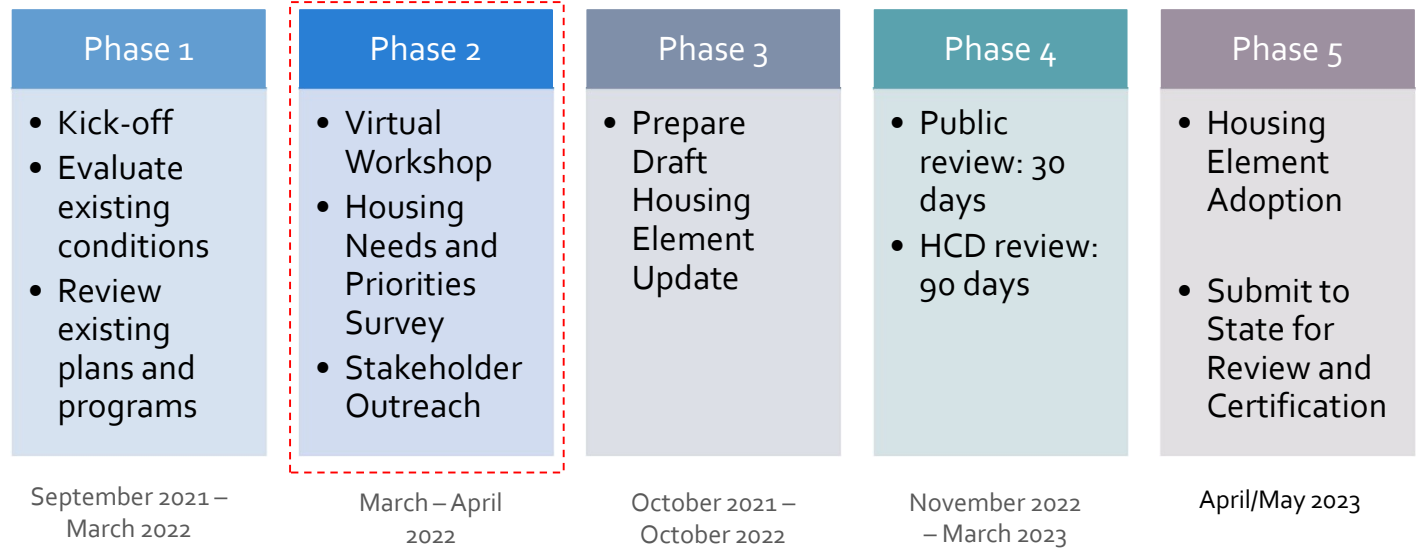 Phase 1
• Kick-off
• Evaluate
existing
conditions
• Review
existing
plans and
programs
September 2021 –
March 2022
Phase 2
• Virtual
Workshop
• Housing
Needs and
Priorities
Survey
• Stakeholder
Outreach
March – April
2022
Phase 3
• Prepare
Draft
Housing
Element
Update
October 2021 –
October 2022
Phase 4
• Public
review: 30
days
• HCD review:
90 days
November 2022
– March 2023
Phase 5
• Housing
Element
Adoption
• Submit to
State for
Review and
Certification
April/May 2023